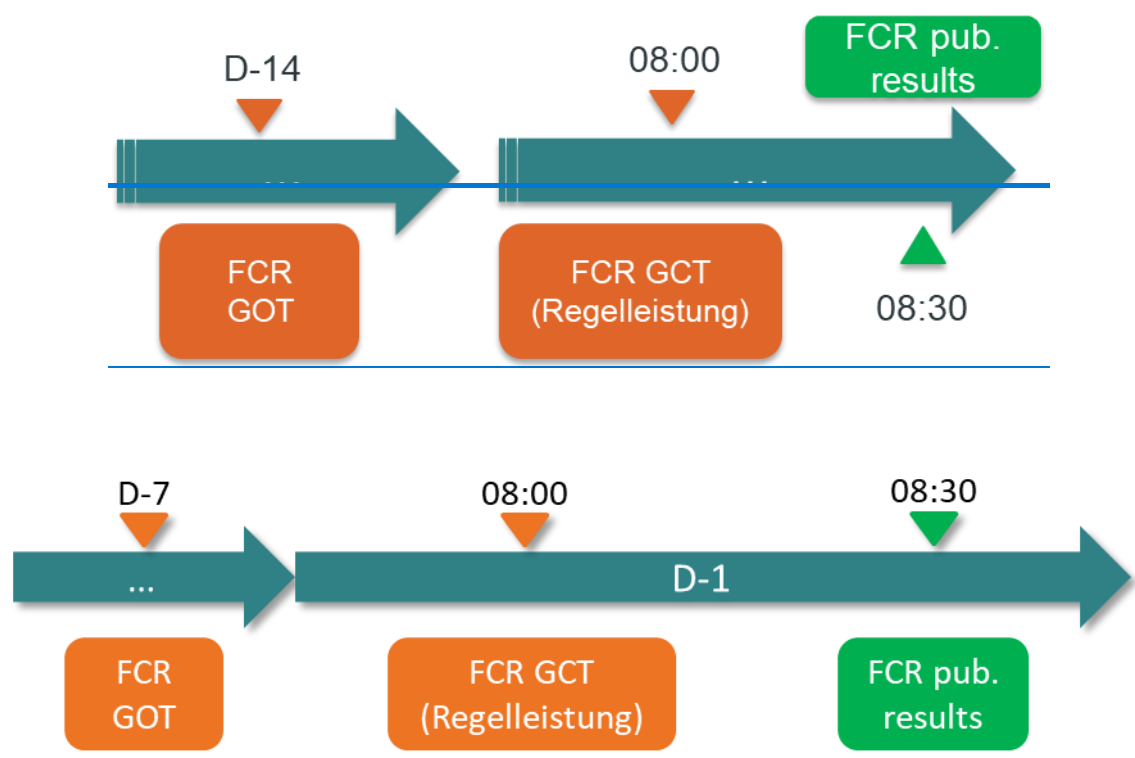 D-14
08:00
FCR pub.
results
...
...
FCR
GOT
FCR GCT
(Regelleistung)
08:30
D-7
08:00
08:30
...
D-1
FCR
GOT
FCR GCT
(Regelleistung)
FCR pub.
results